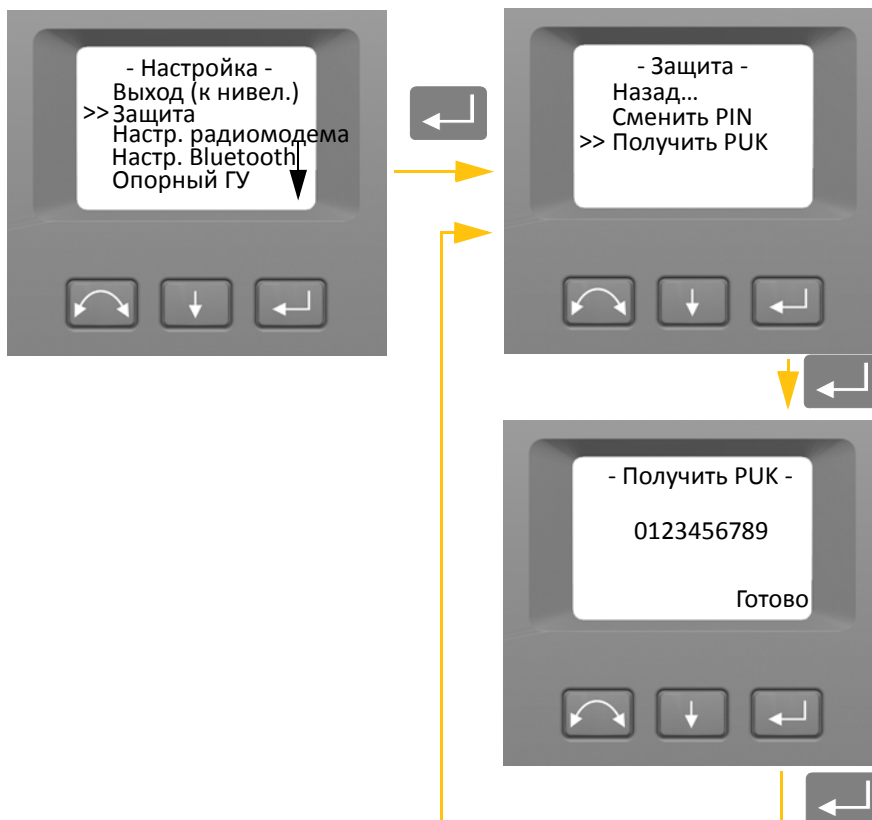 - Настройка -
Выход (к нивел.)
>> Защита
Настр. радиомодема
Настр. Bluetooth
Опорный ГУ
- Защита -
Назад...
Сменить PIN
>> Получить PUK
- Получить PUK -
0123456789
Готово